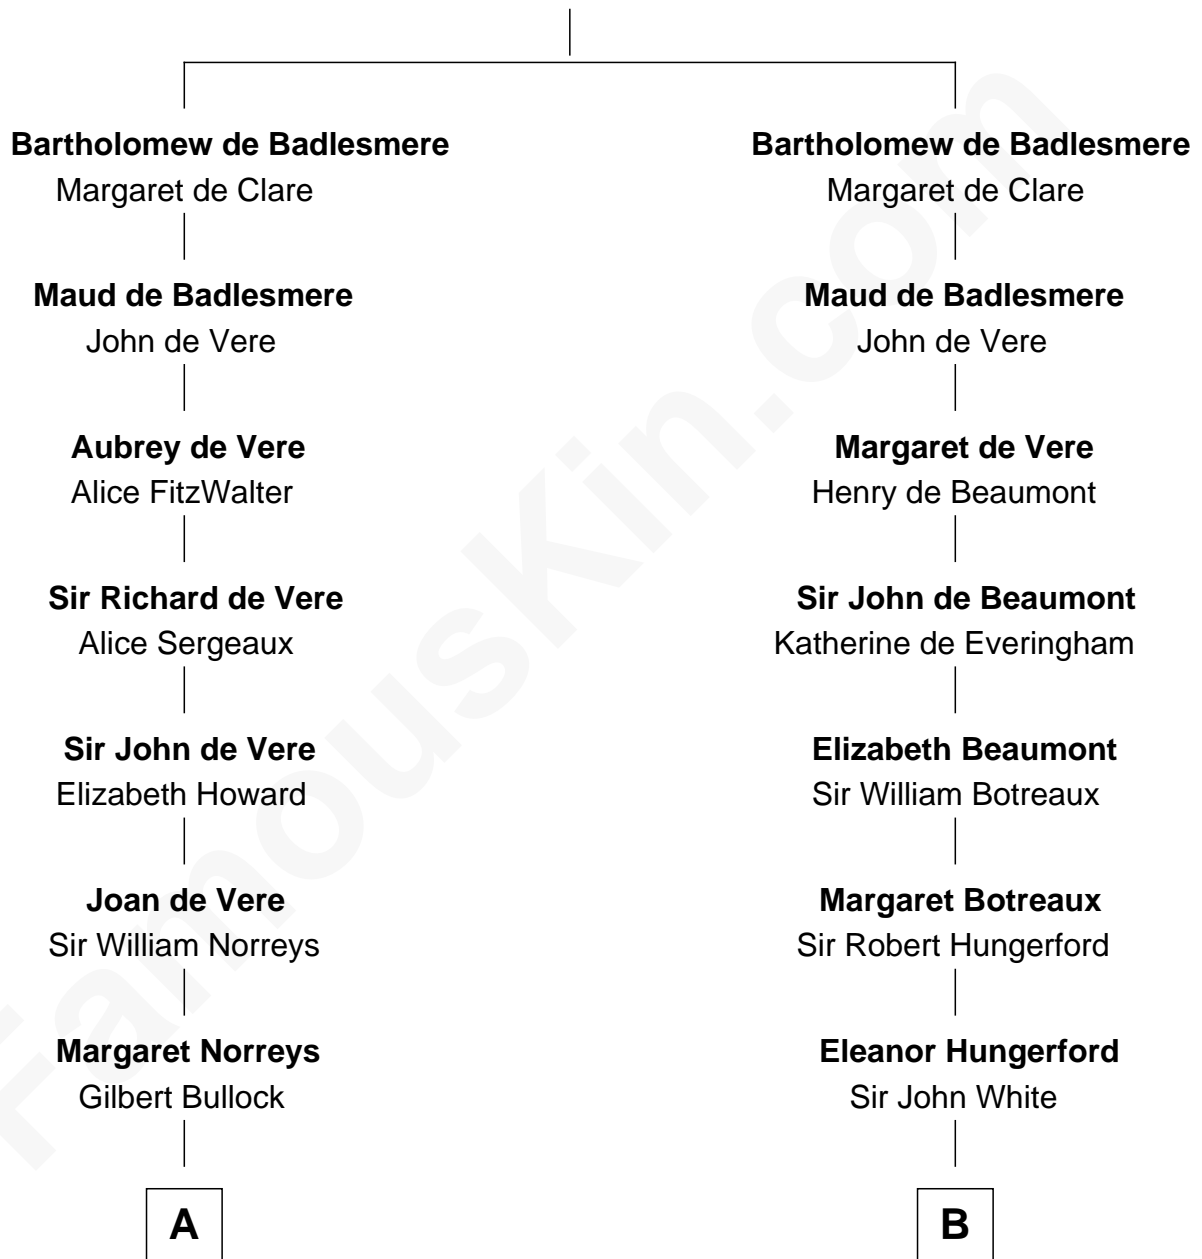 Bartholomew de Badlesmere
Margaret de Clare
Maud de Badlesmere
John de Vere
Aubrey de Vere
Alice FitzWalter
Sir Richard de Vere
Alice Sergeaux
Sir John de Vere
Elizabeth Howard
Joan de Vere
Sir William Norreys
Margaret Norreys
Gilbert Bullock
A
Bartholomew de Badlesmere
Margaret de Clare
Maud de Badlesmere
John de Vere
Margaret de Vere
Henry de Beaumont
Sir John de Beaumont
Katherine de Everingham
Elizabeth Beaumont
Sir William Botreaux
Margaret Botreaux
Sir Robert Hungerford
Eleanor Hungerford
Sir John White
B
FamousKin.com